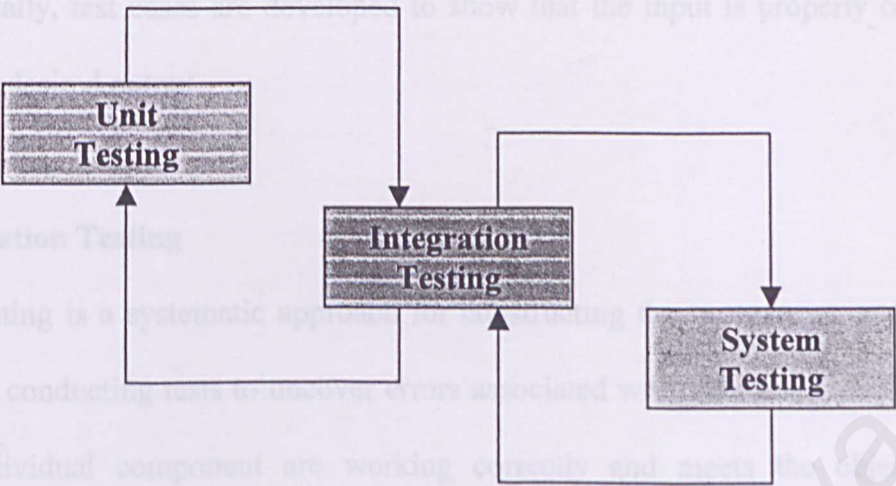 ally, test cases are developed to show that the input is properly
Unit
Testing
ation Testing
Integration
Testing
ting is a systematic approach for constructing
System
Testing
conducting tests to uncover errors associated
ividual component are working correctly and meets the